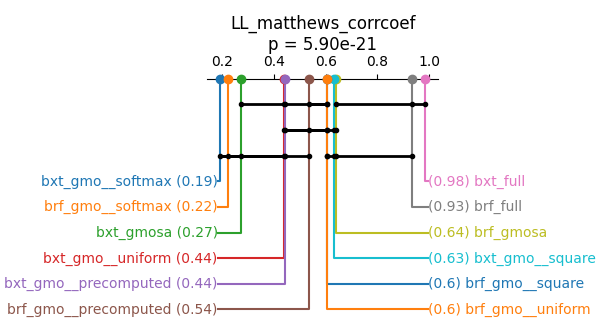 LL_matthews_corrcoef
p = 5.90e-21
0.2 0.4 0.6 0.8 1.0
bxt_gmo__softmax (0.19) (0.98) bxt_full
brf_gmo__softmax (0.22) (0.93) brf_full
bxt_gmosa (0.27) (0.64) brf_gmosa
bxt_gmo__uniform (0.44) (0.63) bxt_gmo__square
bxt_gmo__precomputed (0.44) (0.6) brf_gmo__square
brf_gmo__precomputed (0.54) (0.6) brf_gmo__uniform